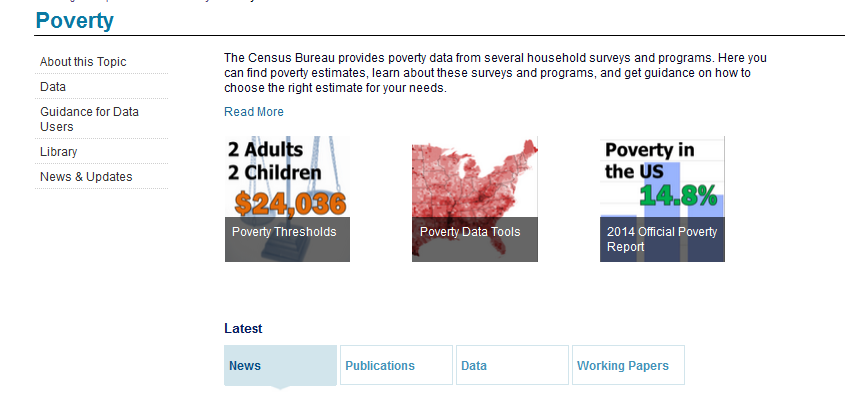 Poverty
About this Topic
Data
Guidance for Data
Users
Library
News & Updates
The Census Bureau provides poverty data from several household surveys and programs. Here you
can find poverty estimates, learn about these surveys and programs, and get guidance on how to
choose the right estimate for your needs.
Read More
2 Adults
2 Children
$24,036
Poverty Thresholds
Poverty Data Tools
Poverty in
the US
14.8%
2014 Official Poverty
Report
Latest
News
Publications
Data
Working Papers